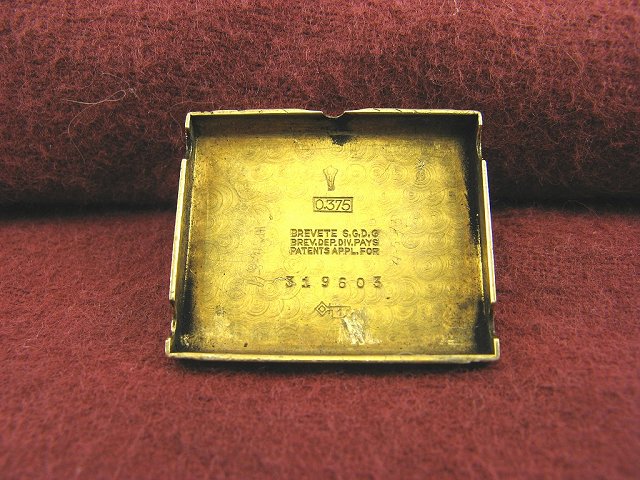 0.375
BREVETE S.G.D.G
BREV.DEP.DIV.PAYS
PATENTS APPL.FOR
319603